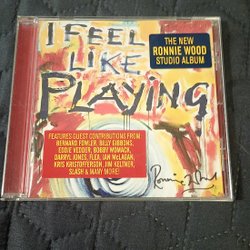 I FEEL
LIKE
PLAYING
THE NEW
RONNIE WOOD
STUDIO ALBUM
FEATURES GUEST CONTRIBUTIONS FROM
BERNARD FOWLER, BILLY GIBBONS,
EDDIE VEDDER, BOBBY WOMACK,
DARRYL JONES, FLEA, IAN McLAGAN,
KRIS KRISTOFFERSON, JIM KELTNER,
SLASH & MANY MORE!